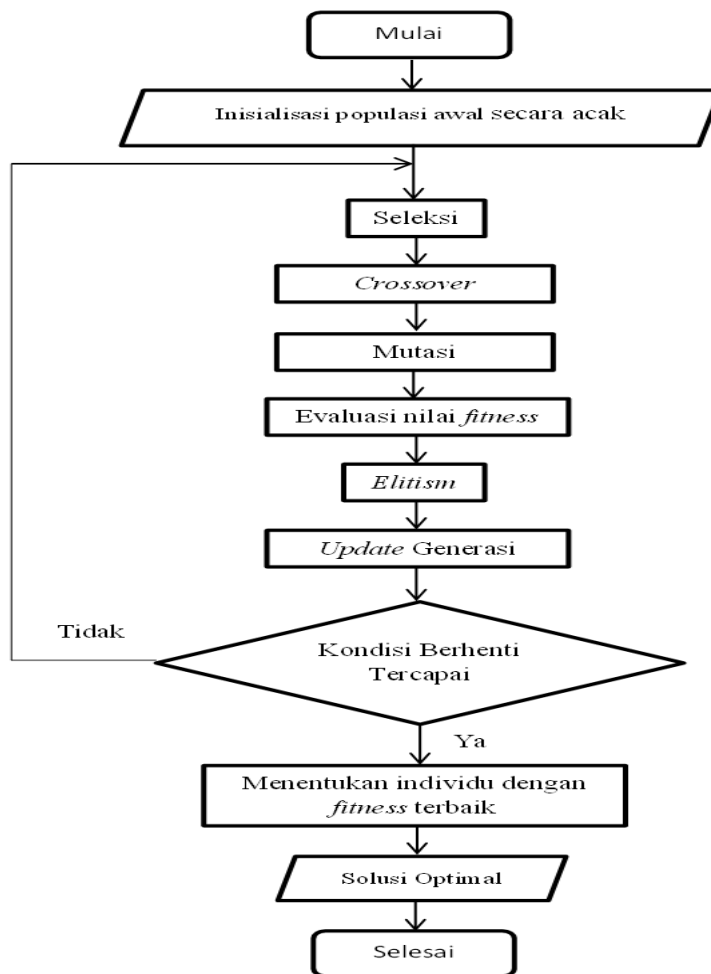 Mulai
Inisialisasi populasi awal secara acak
Seleksi
Crossover
Mutasi
Evaluasi nilai fitness
Elitism
Update Generasi
Tidak
Kondisi Berhenti
Tercapai
Ya
Menentukan individu dengan
fitness terbaik
Solusi Optimal
Selesai